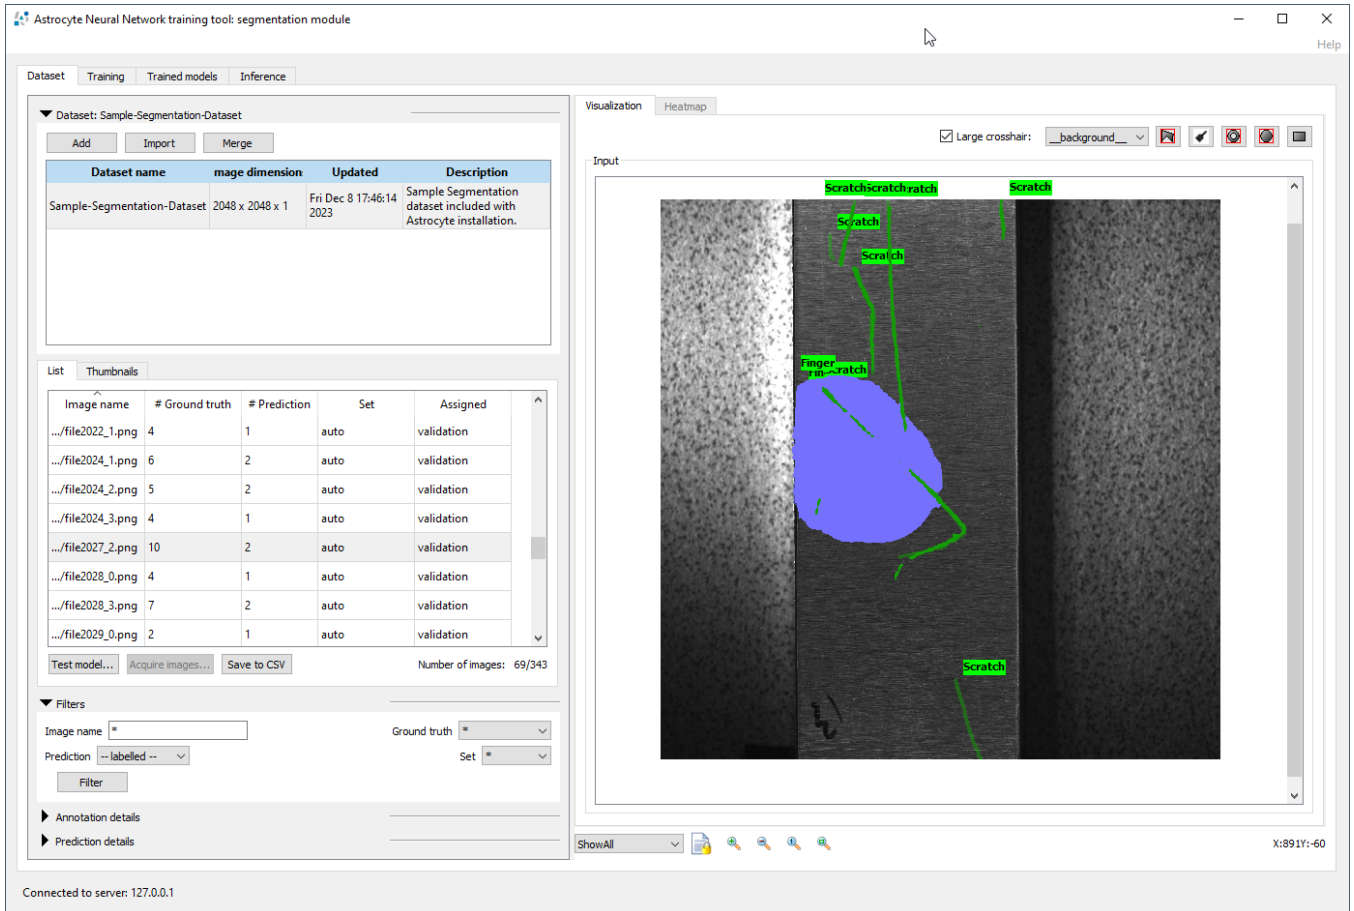 Astrocyte Neural Network training tool: segmentation module
Help
Dataset Training Trained models Inference
Dataset: Sample-Segmentation-Dataset
Add Import Merge
Dataset name mage dimension: Updated Description
Sample-Segmentation-Dataset 2048 x 2048 x 1 Fri Dec 8 17:46:14 2023 Sample Segmentation dataset included with Astrocyte installation.
List Thumbnails
Image name # Ground truth # Prediction Set Assigned
.../file2022_1.png 4 1 auto validation
.../file2024_1.png 6 2 auto validation
.../file2024_2.png 5 2 auto validation
.../file2024_3.png 4 1 auto validation
.../file2027_2.png 10 2 auto validation
.../file2028_0.png 4 1 auto validation
.../file2028_3.png 7 2 auto validation
.../file2029_0.png 2 1 auto validation
Test model... Acquire images... Save to CSV Number of images: 69/343
Filters
Image name * Ground truth *
Prediction -- labelled -- Set *
Filter
Annotation details
Prediction details
Visualization Heatmap
Large crosshair: __background__
Input
Scratch Scratch ratch Scratch
Scratch
Scratch
Finger
Fin cratch
Scratch
ShowAll X:891Y:-60
Connected to server: 127.0.0.1